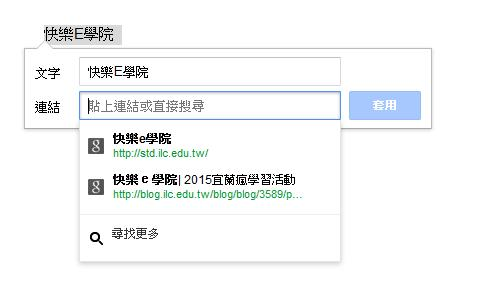 快樂E學院
文字 快樂E學院
連結 貼上連結或直接搜尋 套用
快樂e學院
http://std.ilc.edu.tw/
快樂 e 學院| 2015宜蘭瘋學習活動
http://blog.ilc.edu.tw/blog/blog/3589/p...
尋找更多